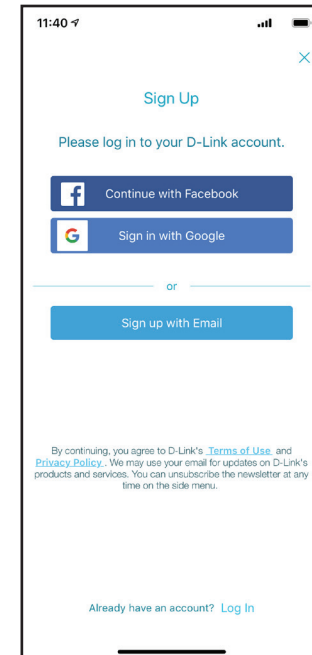 11:40
Sign Up
Please log in to your D-Link account.
Continue with Facebook
Sign in with Google
or
Sign up with Email
By continuing, you agree to D-Link's Terms of Use and
Privacy Policy. We may use your email for updates on D-Link's
products and services. You can unsubscribe the newsletter at any
time on the side menu.
Already have an account? Log In